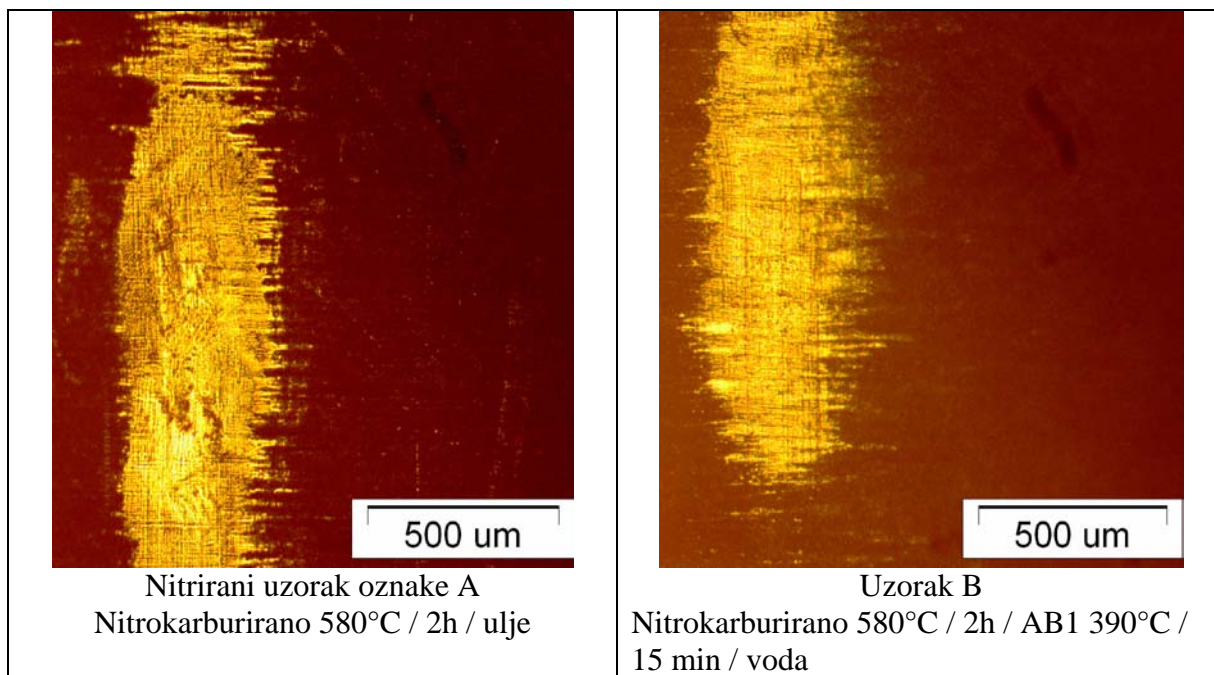 500 um
500 um
Nitrirani uzorak oznake A
Nitrokarburirano 580°C / 2h / ulje
Uzorak B
Nitrokarburirano 580°C / 2h / AB1 390°C /
15 min / voda